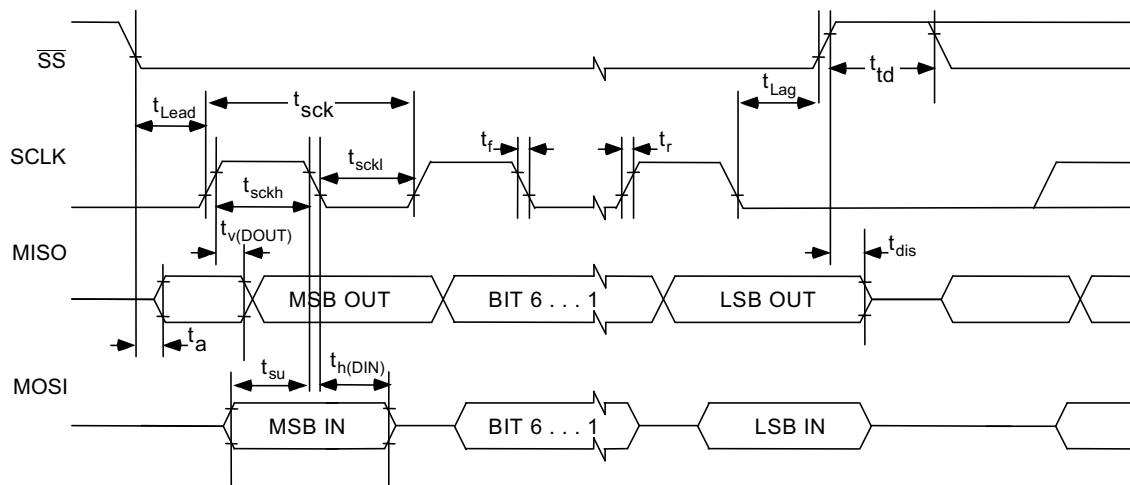 SS
t_td
t_Lag
t_Lead
t_sck
SCLK
t_f
t_r
t_sckl
t_sckh
t_v(DOUT)
MISO
t_dis
MSB OUT
BIT 6 . . . 1
LSB OUT
t_a
t_su
t_h(DIN)
MOSI
MSB IN
BIT 6 . . . 1
LSB IN